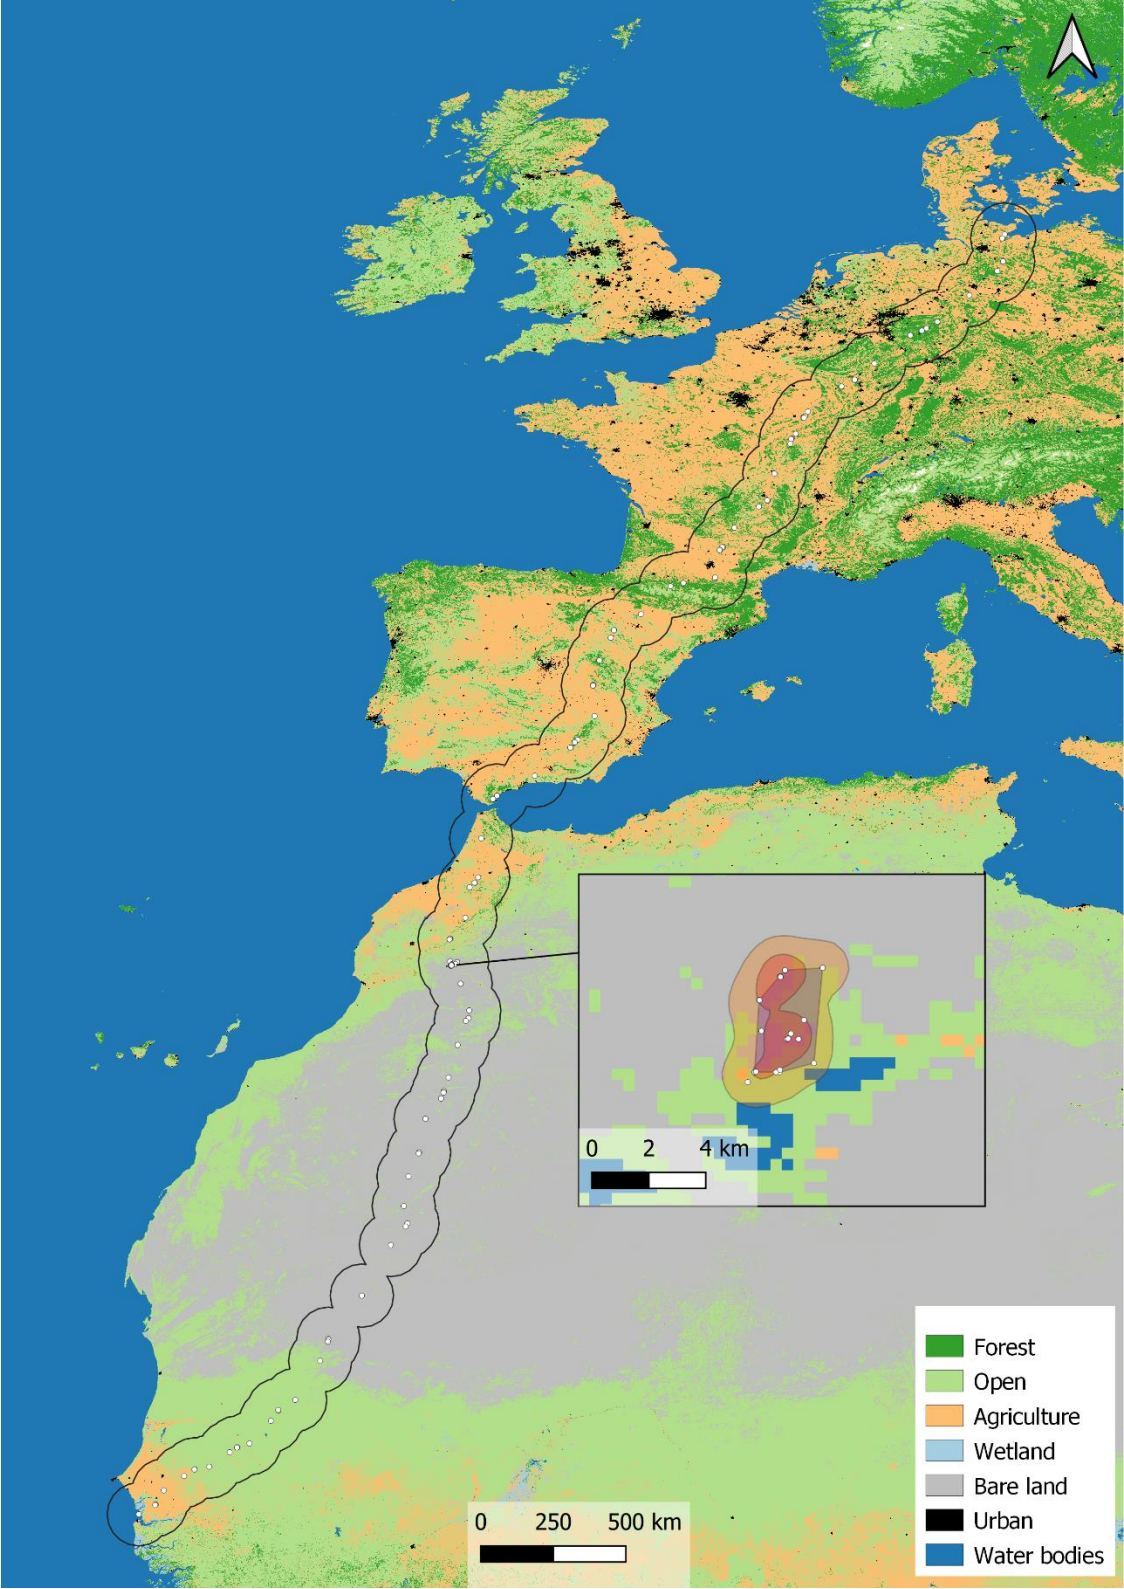 0 2 4 km
Forest
Open
Agriculture
Wetland
Bare land
Urban
Water bodies
0 250 500 km